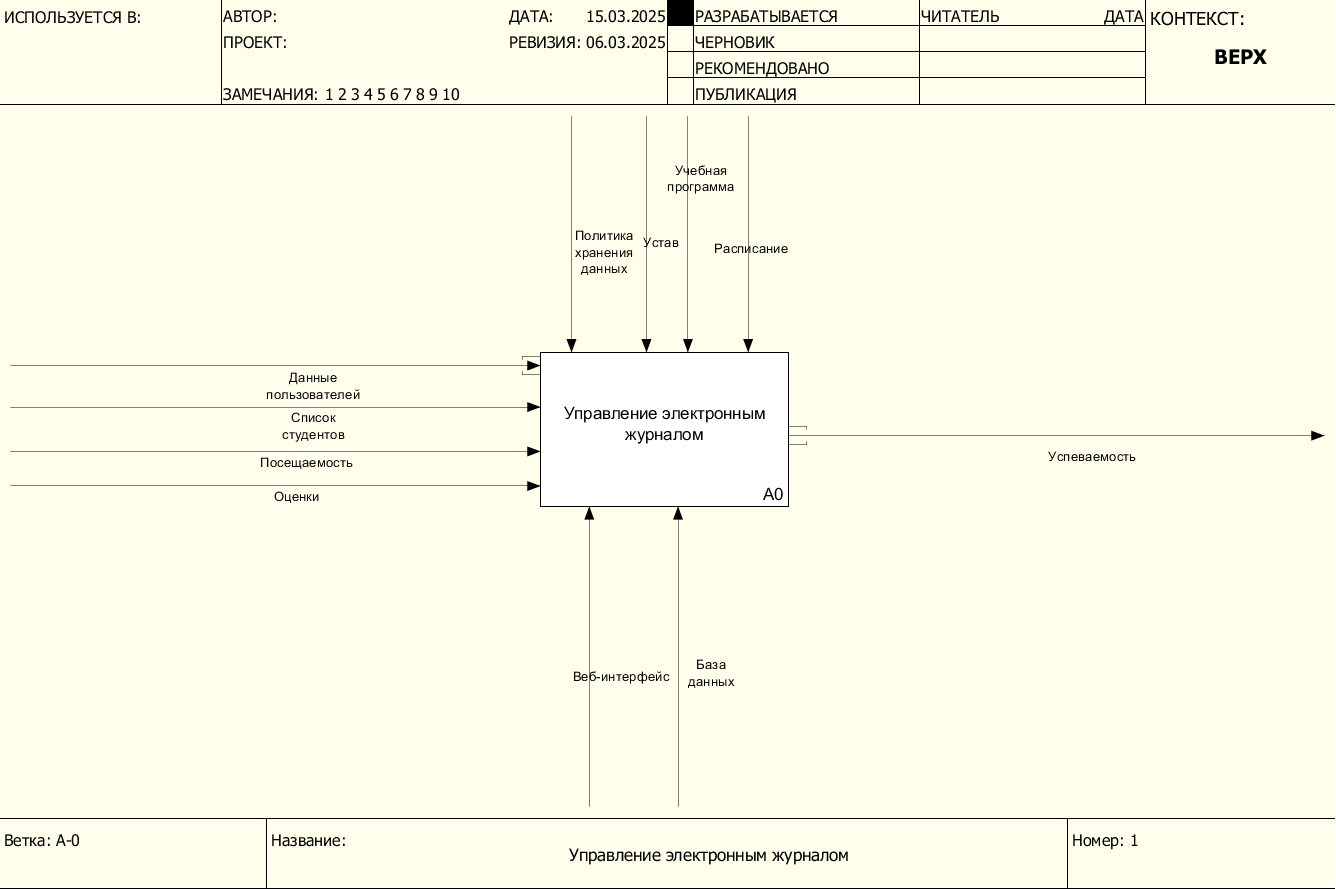 ИСПОЛЬЗУЕТСЯ В:
АВТОР:
ДАТА: 15.03.2025
РАЗРАБАТЫВАЕТСЯ
ЧИТАТЕЛЬ
ДАТА
КОНТЕКСТ:
ПРОЕКТ:
РЕВИЗИЯ: 06.03.2025
ЧЕРНОВИК
ВЕРХ
РЕКОМЕНДОВАНО
ЗАМЕЧАНИЯ: 1 2 3 4 5 6 7 8 9 10
ПУБЛИКАЦИЯ
Учебная
программа
Политика
хранения
данных
Устав
Расписание
Данные
пользователей
Список
студентов
Посещаемость
Оценки
Управление электронным
журналом
A0
Успеваемость
Веб-интерфейс
База
данных
Ветка: A-0
Название:
Управление электронным журналом
Номер: 1